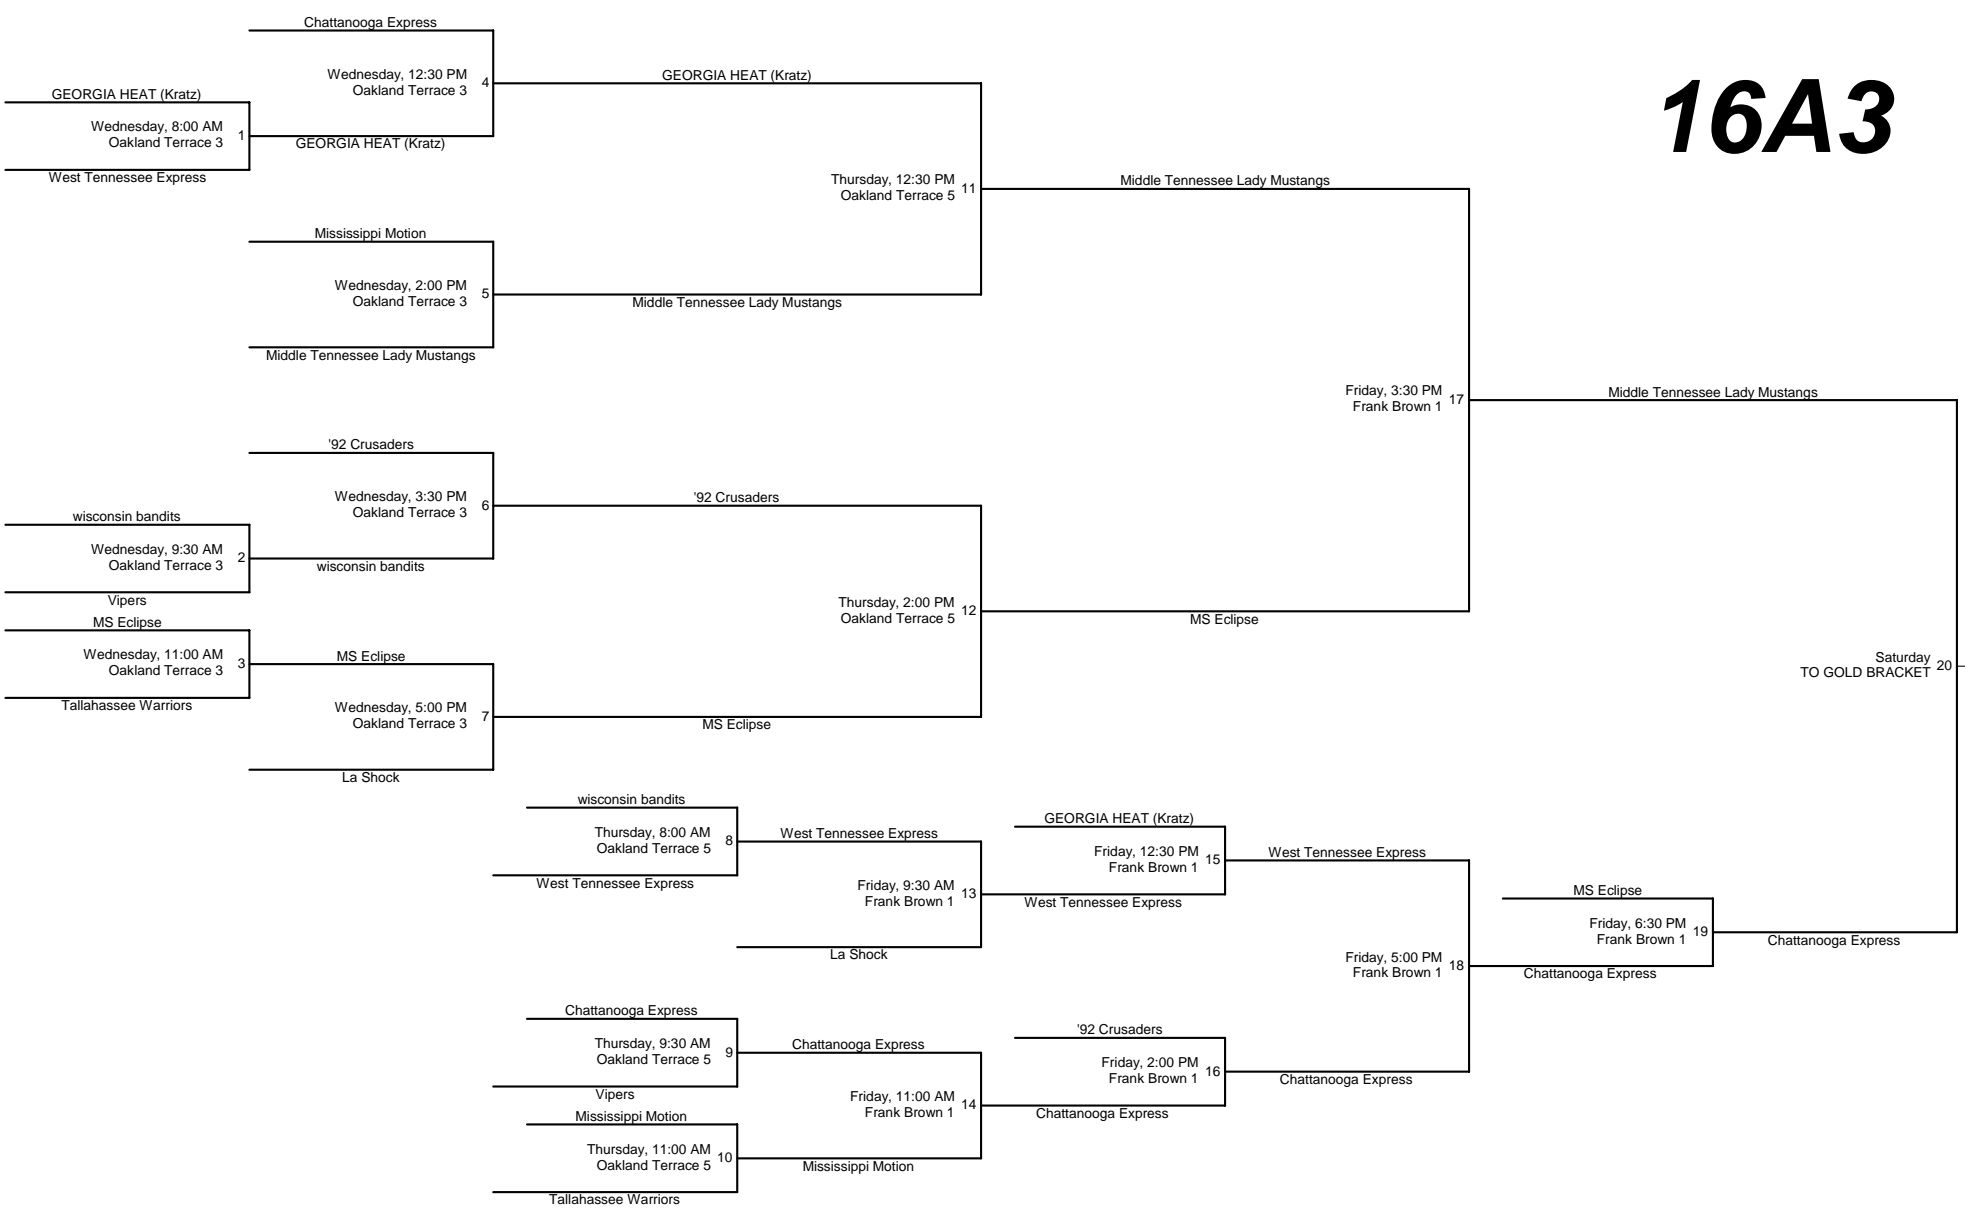 Chattanooga Express
16A3
Wednesday, 12:30 PM
Oakland Terrace 3
4
GEORGIA HEAT (Kratz)
GEORGIA HEAT (Kratz)
Wednesday, 8:00 AM
Oakland Terrace 3
1
GEORGIA HEAT (Kratz)
West Tennessee Express
Thursday, 12:30 PM
Oakland Terrace 5
11
Middle Tennessee Lady Mustangs
Mississippi Motion
Wednesday, 2:00 PM
Oakland Terrace 3
5
Middle Tennessee Lady Mustangs
Middle Tennessee Lady Mustangs
Friday, 3:30 PM
Frank Brown 1
17
Middle Tennessee Lady Mustangs
'92 Crusaders
Wednesday, 3:30 PM
Oakland Terrace 3
6
'92 Crusaders
wisconsin bandits
Wednesday, 9:30 AM
Oakland Terrace 3
2
wisconsin bandits
Vipers
Thursday, 2:00 PM
Oakland Terrace 5
12
MS Eclipse
MS Eclipse
Wednesday, 11:00 AM
Oakland Terrace 3
3
MS Eclipse
Tallahassee Warriors
Saturday
TO GOLD BRACKET
20
Wednesday, 5:00 PM
Oakland Terrace 3
7
MS Eclipse
La Shock
wisconsin bandits
Thursday, 8:00 AM
Oakland Terrace 5
8
West Tennessee Express
West Tennessee Express
GEORGIA HEAT (Kratz)
Friday, 12:30 PM
Frank Brown 1
15
West Tennessee Express
Friday, 9:30 AM
Frank Brown 1
13
West Tennessee Express
La Shock
MS Eclipse
Friday, 6:30 PM
Frank Brown 1
19
Chattanooga Express
Friday, 5:00 PM
Frank Brown 1
18
Chattanooga Express
Chattanooga Express
Thursday, 9:30 AM
Oakland Terrace 5
9
Chattanooga Express
Vipers
'92 Crusaders
Friday, 2:00 PM
Frank Brown 1
16
Chattanooga Express
Friday, 11:00 AM
Frank Brown 1
14
Chattanooga Express
Mississippi Motion
Thursday, 11:00 AM
Oakland Terrace 5
10
Mississippi Motion
Tallahassee Warriors